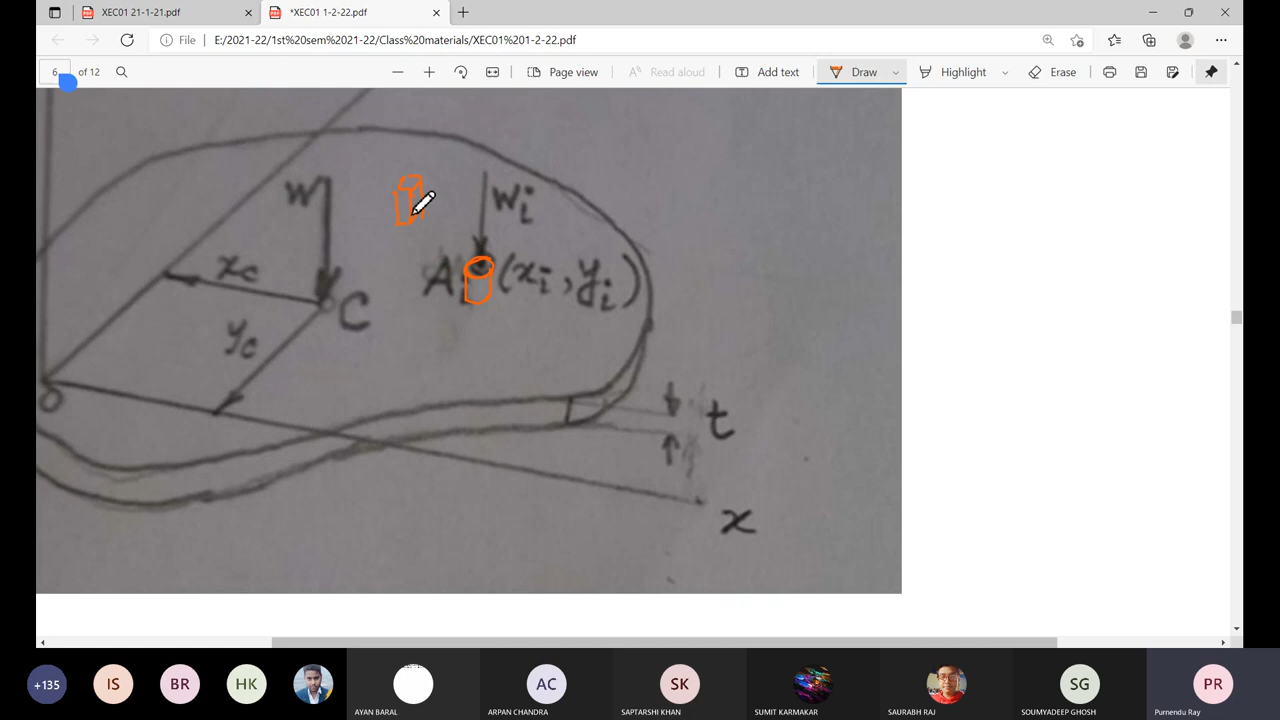 XEC01 21-1-21.pdf
*XEC01 1-2-22.pdf
File
E:/2021-22/1st%20sem%2021-22/Class%20materials/XEC01%201-2-22.pdf
6 of 12
Page view
Read aloud
Add text
Draw
Highlight
Erase
W
Wi
xc
A
(xi, yi)
C
yc
O
t
x
+135
IS
BR
HK
AYAN BARAL
AC
ARPAN CHANDRA
SK
SAPTARSHI KHAN
SUMIT KARMAKAR
SAURABH RAJ
SG
SOUMYADEEP GHOSH
PR
Purnendu Ray